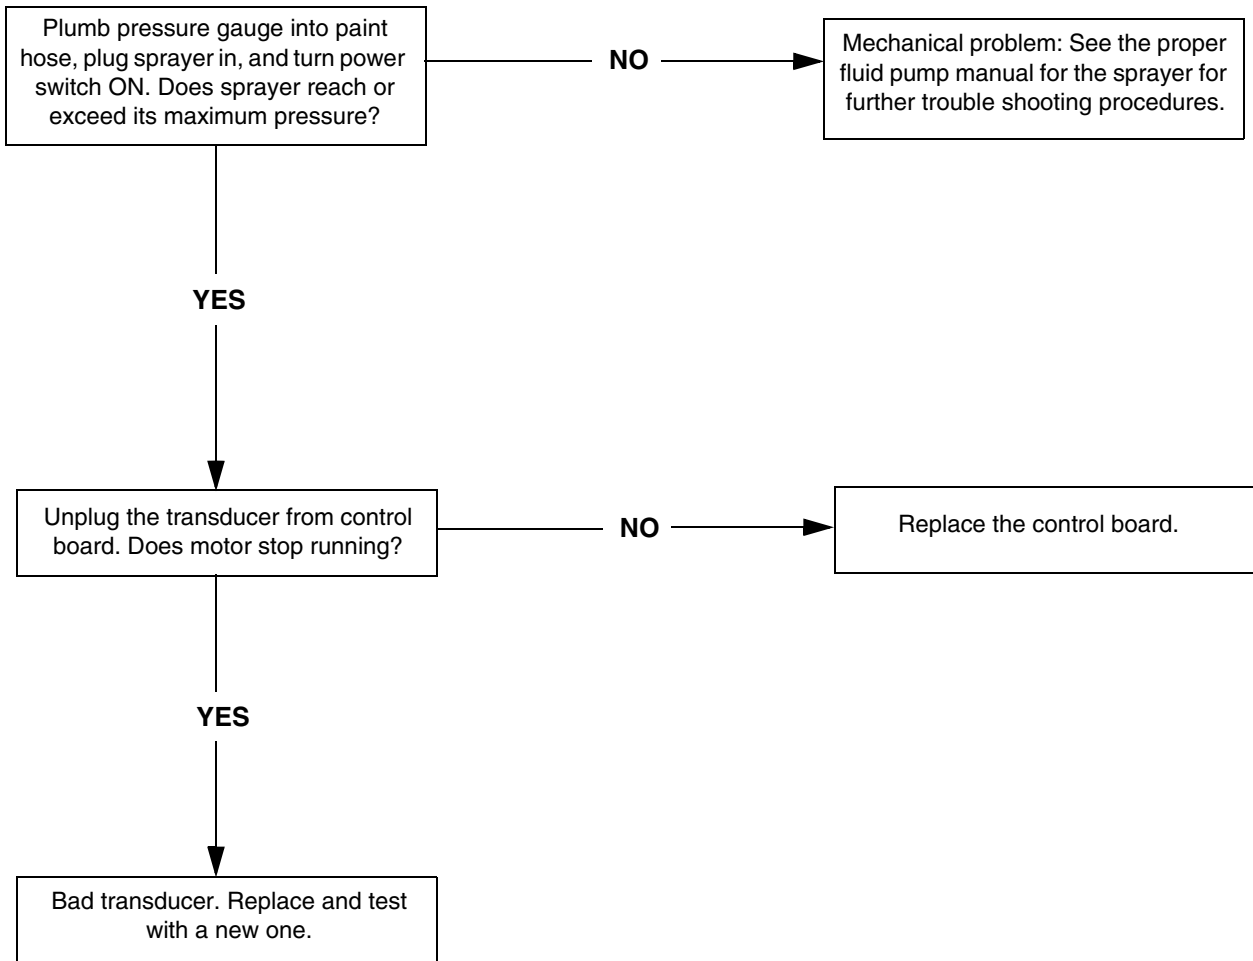 Plumb pressure gauge into paint
hose, plug sprayer in, and turn power
switch ON. Does sprayer reach or
exceed its maximum pressure?
NO
Mechanical problem: See the proper
fluid pump manual for the sprayer for
further trouble shooting procedures.
YES
Unplug the transducer from control
board. Does motor stop running?
NO
Replace the control board.
YES
Bad transducer. Replace and test
with a new one.